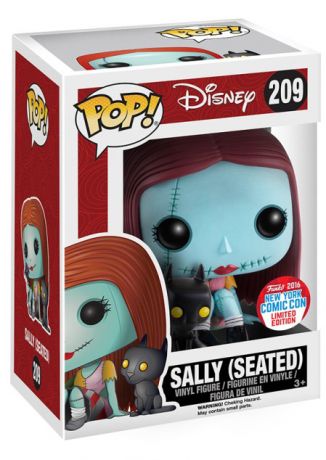 POP!
Disney
209
POP!
Funko 2016
NEW YORK
COMIC CON
LIMITED
EDITION
SALLY (SEATED)
VINYL FIGURE / FIGURINE EN VINYLE /
FIGURA DE VINYL
WARNING! Choking Hazard.
May contain small parts.
3+
SALLY (SEATED)
209